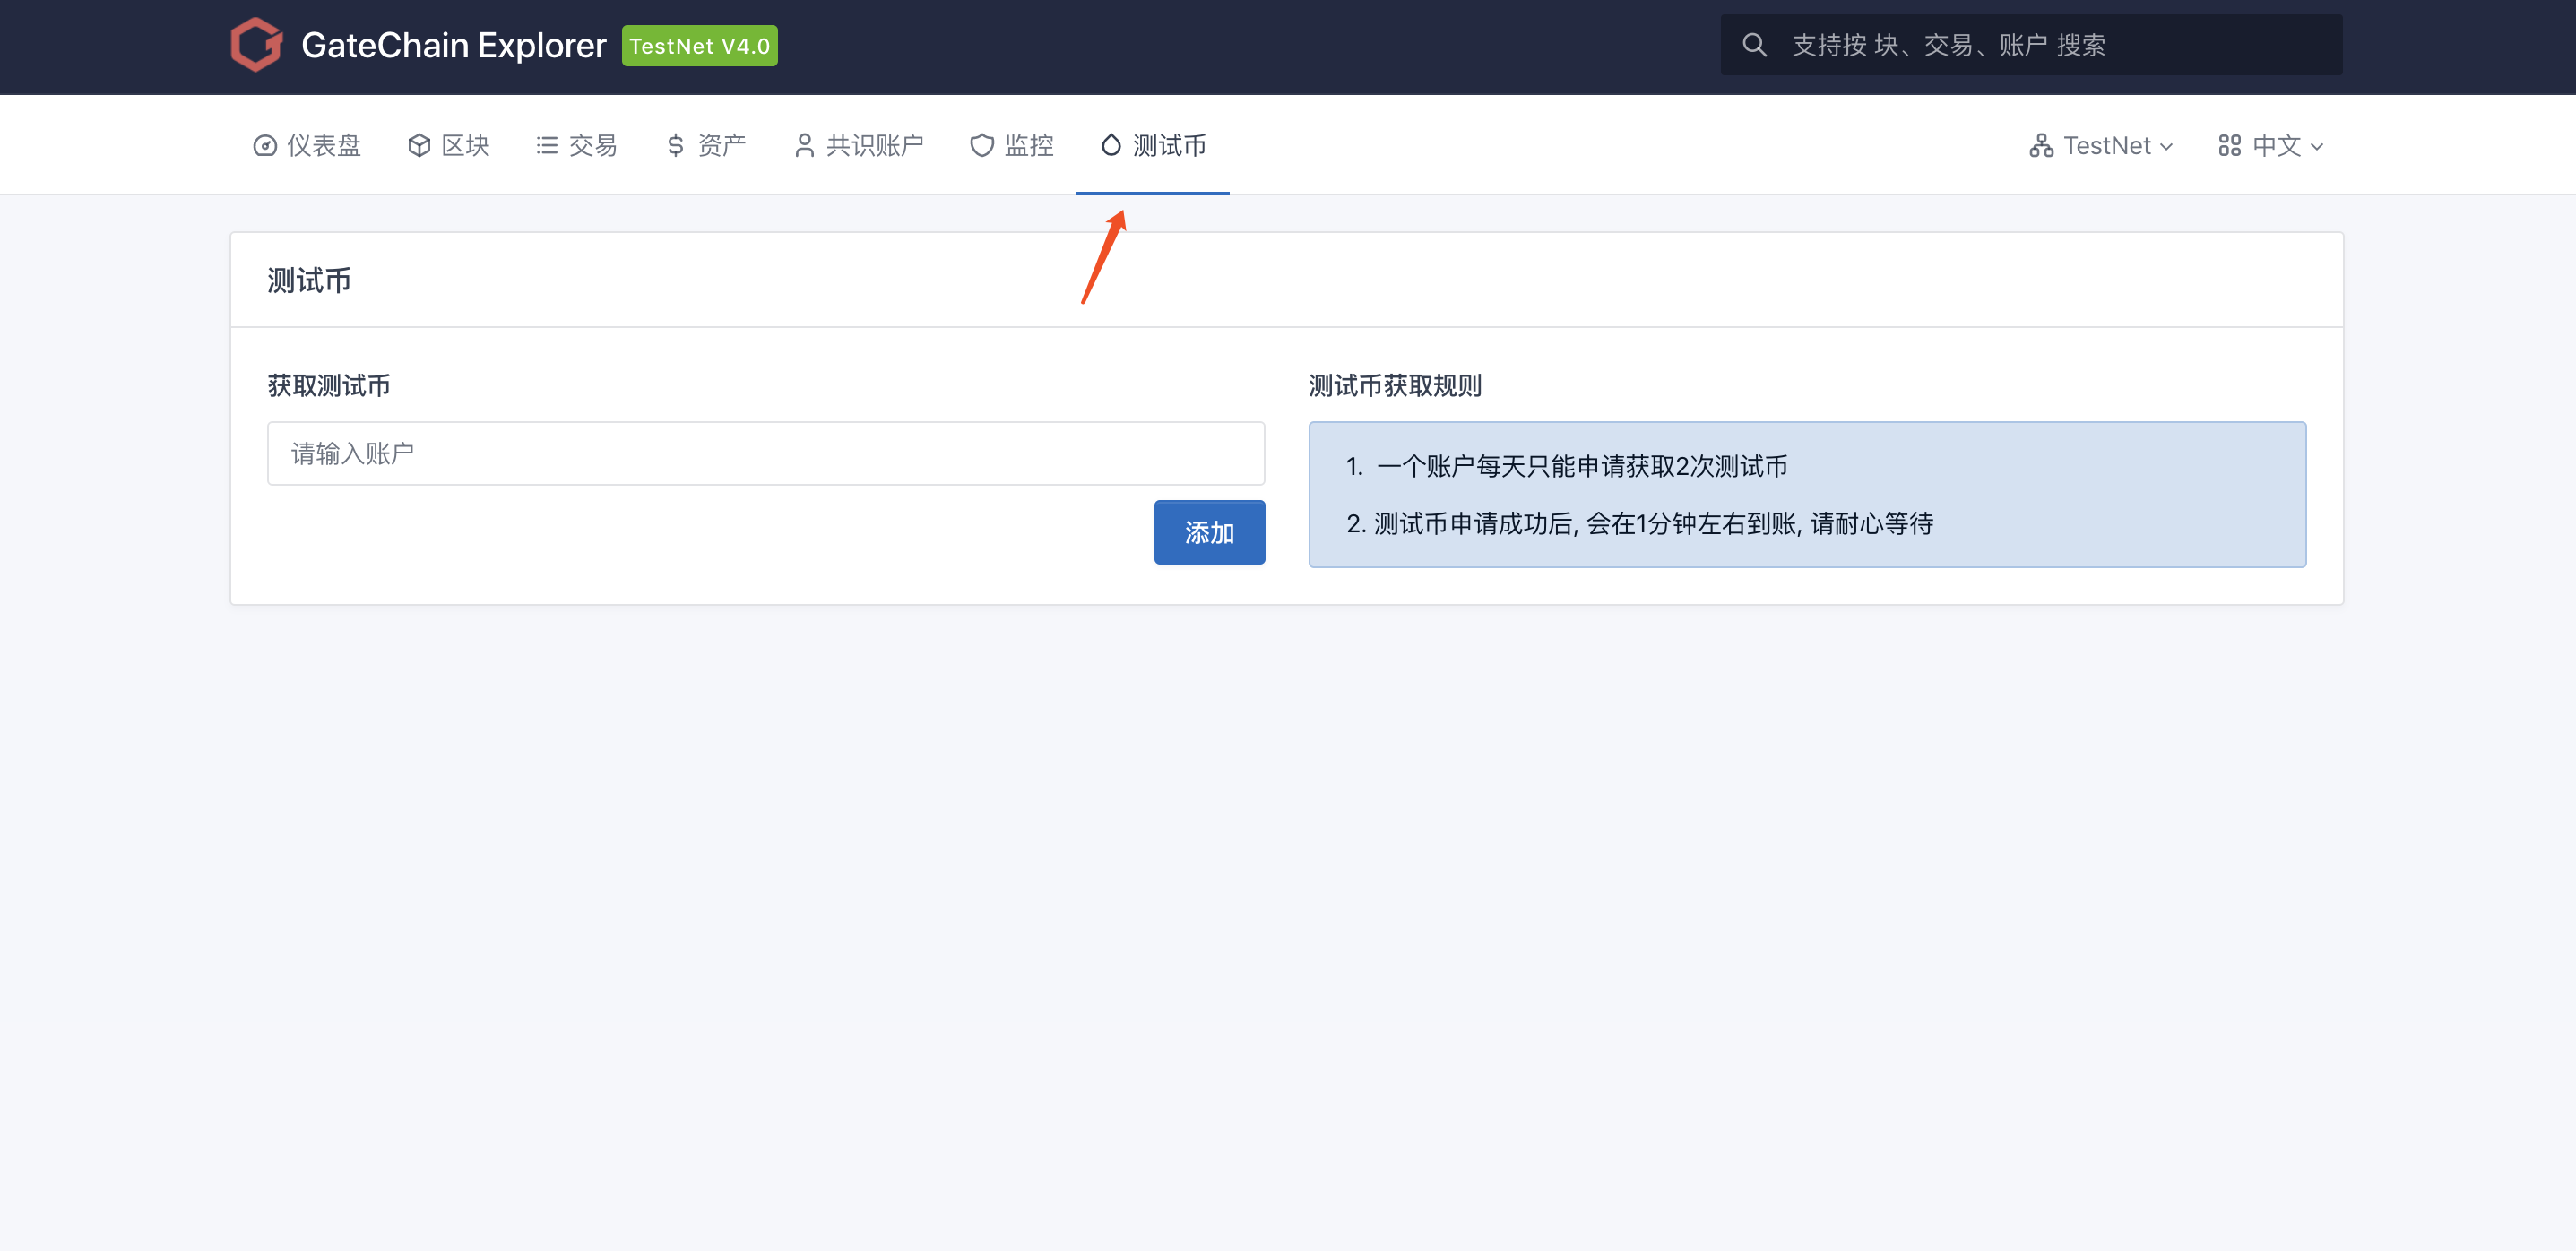 GateChain Explorer TestNet V4.0
支持按 块、交易、账户 搜索
仪表盘 区块 交易 资产 共识账户 监控 测试币 TestNet 中文
测试币
获取测试币
请输入账户
添加
测试币获取规则
1. 一个账户每天只能申请获取2次测试币
2. 测试币申请成功后, 会在1分钟左右到账, 请耐心等待